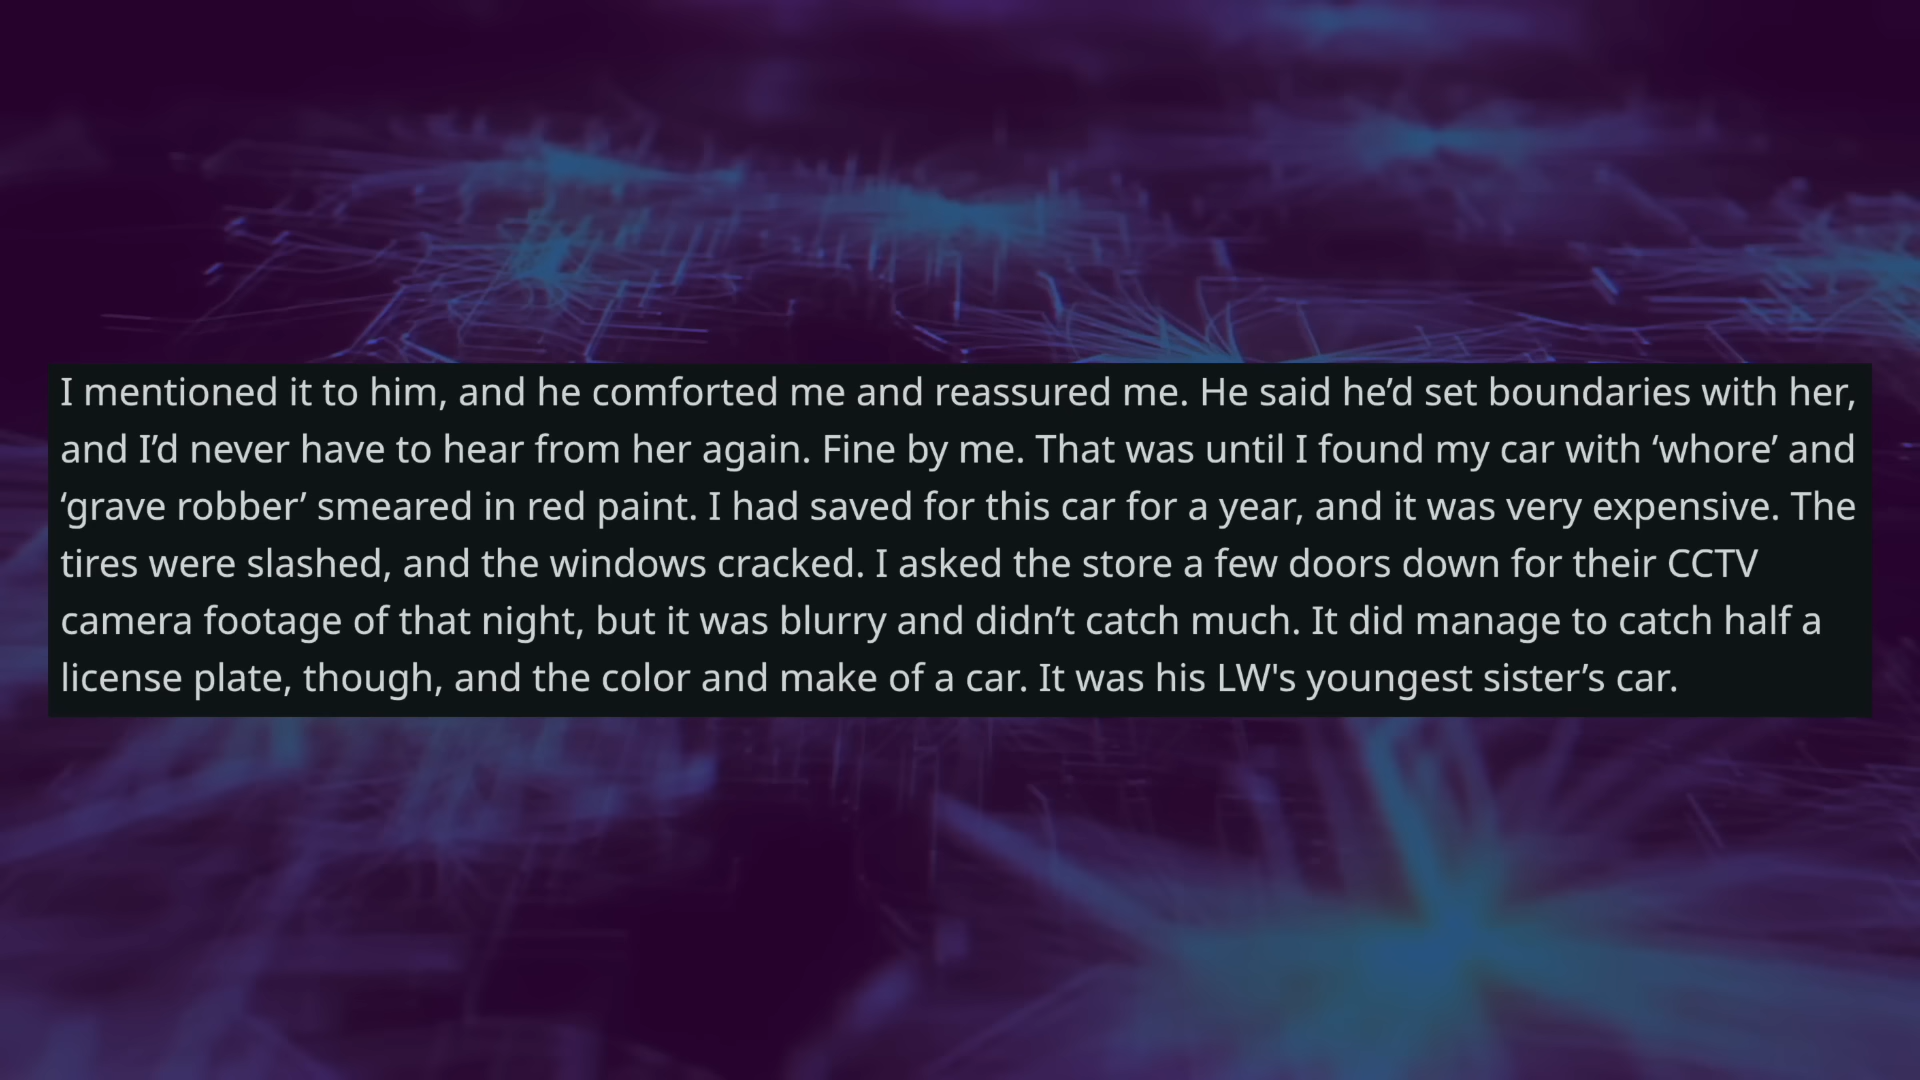 I mentioned it to him, and he comforted me and reassured me. He said he’d set boundaries with her,
and I’d never have to hear from her again. Fine by me. That was until I found my car with ‘whore’ and
‘grave robber’ smeared in red paint. I had saved for this car for a year, and it was very expensive. The
tires were slashed, and the windows cracked. I asked the store a few doors down for their CCTV
camera footage of that night, but it was blurry and didn’t catch much. It did manage to catch half a
license plate, though, and the color and make of a car. It was his LW's youngest sister’s car.